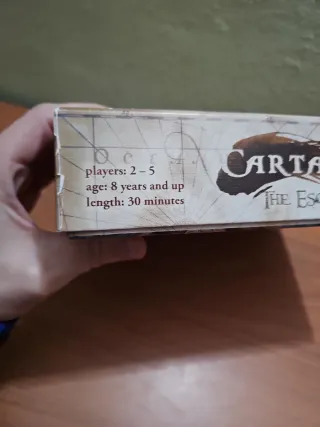 players: 2 – 5
age: 8 years and up
length: 30 minutes
CARTA
THE ESC